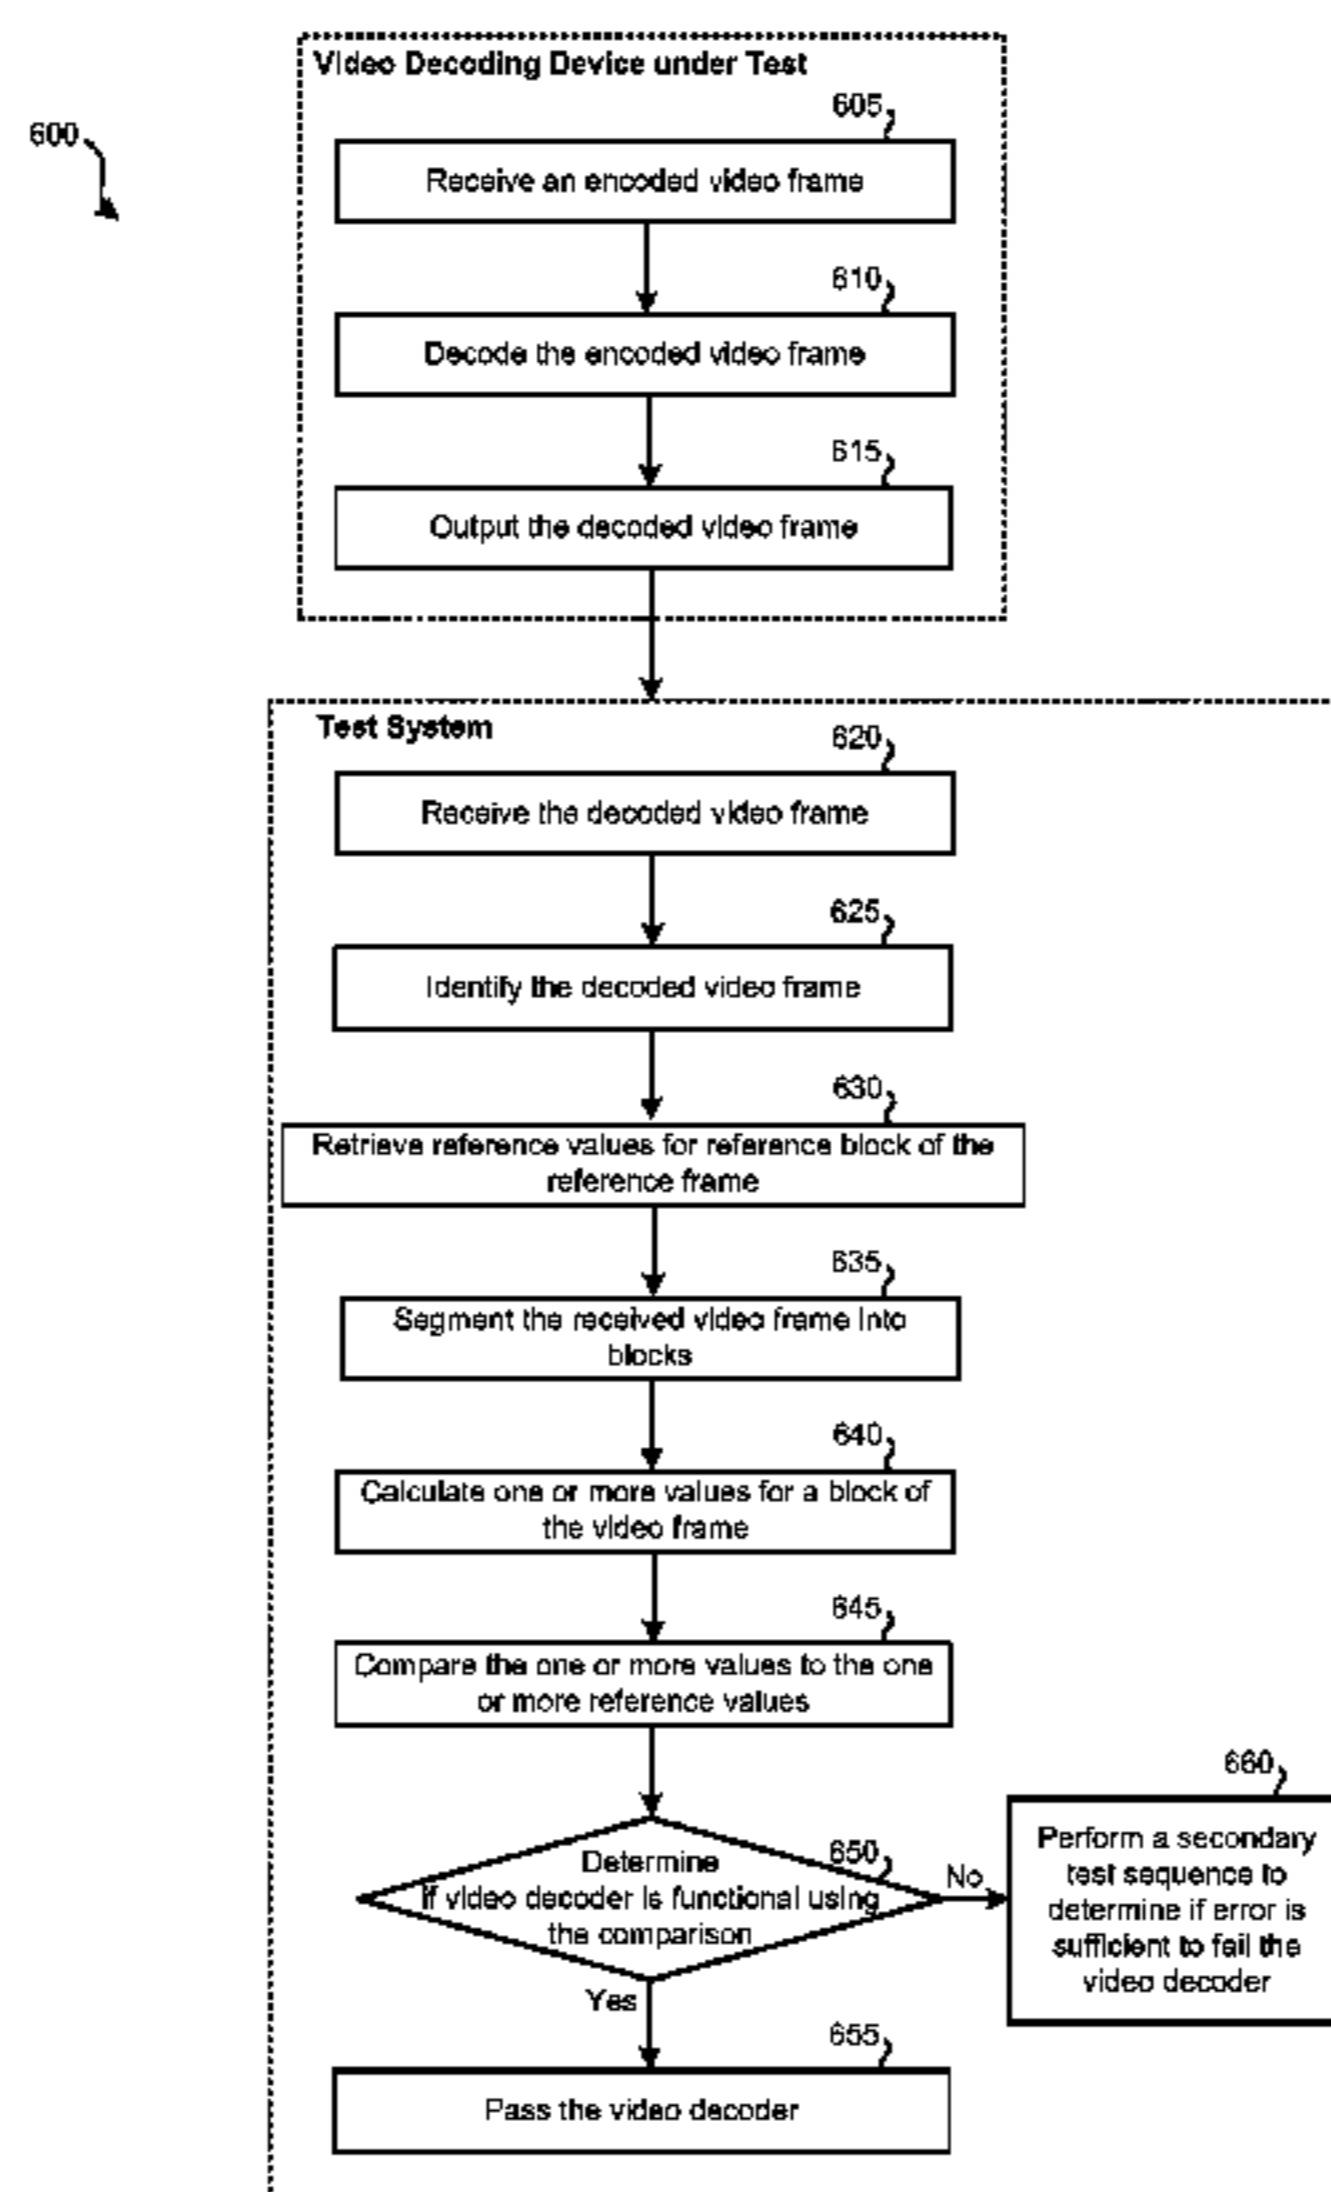 600
Video Decoding Device under Test
605
Receive an encoded video frame
610
Decode the encoded video frame
615
Output the decoded video frame
Test System
620
Receive the decoded video frame
625
Identify the decoded video frame
630
Retrieve reference values for reference block of the
reference frame
635
Segment the received video frame into
blocks
640
Calculate one or more values for a block of
the video frame
645
Compare the one or more values to the one
or more reference values
650
Determine
if video decoder is functional using
the comparison
No
660
Perform a secondary
test sequence to
determine if error is
sufficient to fail the
video decoder
Yes
655
Pass the video decoder